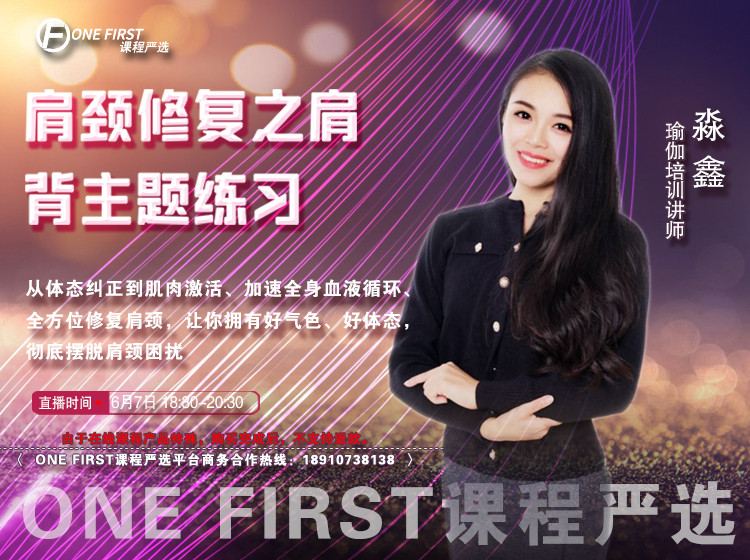 ONE FIRST
课程严选
肩颈修复之肩
背主题练习
淼鑫
瑜伽培训讲师
从体态纠正到肌肉激活、加速全身血液循环、
全方位修复肩颈，让你拥有好气色、好体态，
彻底摆脱肩颈困扰
直播时间 6月7日 18:30-20:30
〈 ONE FIRST课程严选平台商务合作热线：18910738138 〉
ONE FIRST课程严选